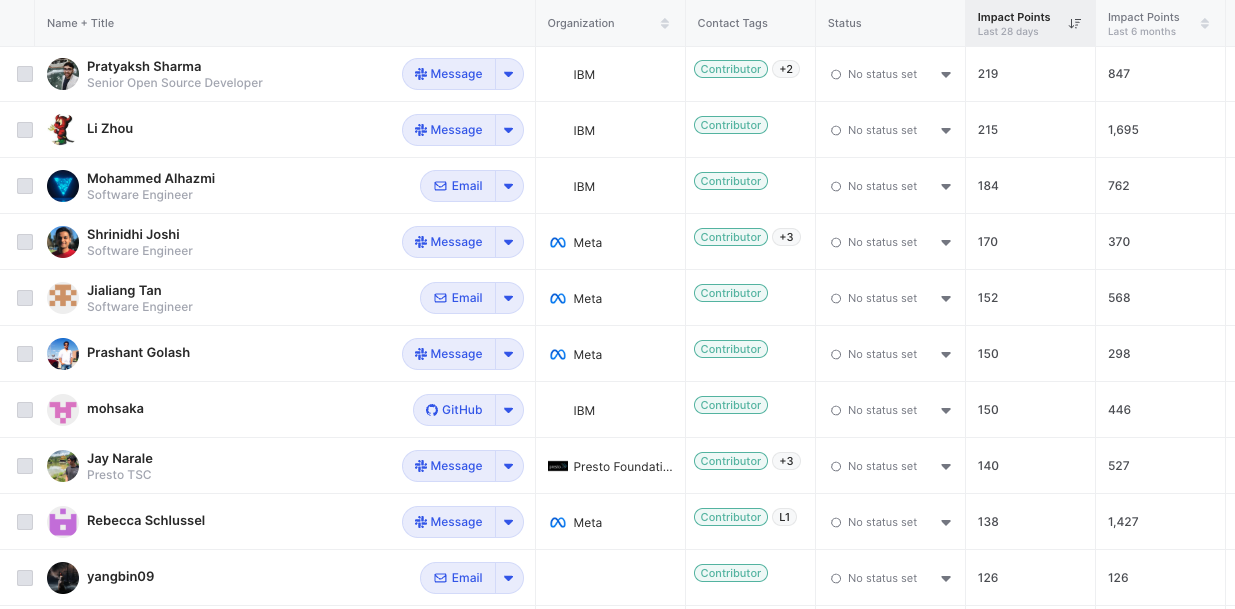 Name + Title
Organization
Contact Tags
Status
Impact Points
Last 28 days
Impact Points
Last 6 months
Pratyaksh Sharma
Senior Open Source Developer
Message
IBM
Contributor +2
No status set
219
847
Li Zhou
Message
IBM
Contributor
No status set
215
1,695
Mohammed Alhazmi
Software Engineer
Email
IBM
Contributor
No status set
184
762
Shrinidhi Joshi
Software Engineer
Message
Meta
Contributor +3
No status set
170
370
Jialiang Tan
Software Engineer
Email
Meta
Contributor
No status set
152
568
Prashant Golash
Message
Meta
Contributor
No status set
150
298
mohsaka
GitHub
IBM
Contributor
No status set
150
446
Jay Narale
Presto TSC
Message
Presto Foundati...
Contributor +3
No status set
140
527
Rebecca Schlussel
Message
Meta
Contributor L1
No status set
138
1,427
yangbin09
Email
Contributor
No status set
126
126